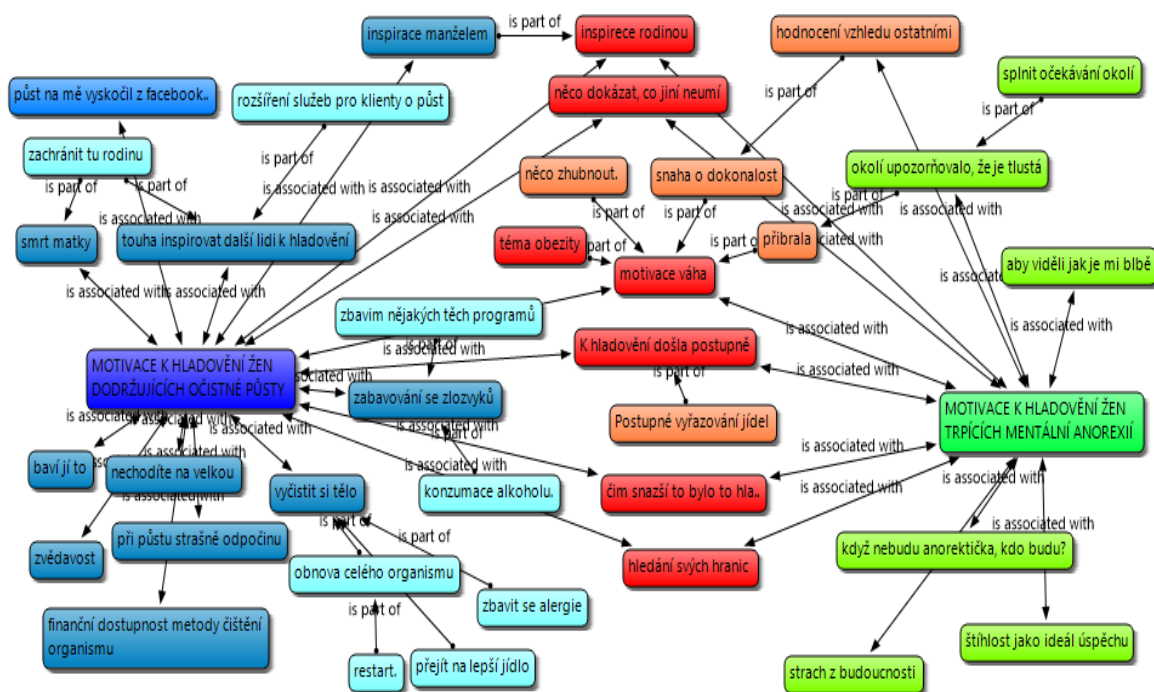 is part of
inspirace manželem
inspirece rodinou
hodnocení vzhledu ostatními
splnit očekávání okolí
půst na mě vyskočil z facebook..
rozšíření služeb pro klienty o půst
něco dokázat, co jiní neumí
is part of
is part of
zachránit tu rodinu
is part of
něco zhubnout.
snaha o dokonalost
okolí upozorňovalo, že je tlustá
is part of
is associated with
is associated with
is part of
is part of
is associated with
is associated with
smrt matky
touha inspirovat další lidi k hladovění
téma obezity
part of
is part of
přibrala
associated with
motivace váha
aby viděli jak je mi blbě
is associated with
is associated with
is associated with
zbavim nějakých těch programů
is part of
is associated with
is associated with
K hladovění došla postupně
MOTIVACE K HLADOVĚNÍ ŽEN
DODRŽUJÍCÍCH OČISTNÉ PŮSTY
associated with
zabavování se zlozvyků
is part of
is associated with
MOTIVACE K HLADOVĚNÍ ŽEN
TRPÍCÍCH MENTÁLNÍ ANOREXIÍ
Postupné vyřazování jídel
is associated with
associated with
is associated with
is part of
is associated with
baví jí to
nechodíte na velkou
vyčistit si tělo
is associated with
konzumace alkoholu.
čim snazší to bylo to hla..
is associated with
is associated with
zvědavost
při půstu strašně odpočinu
is part of
is part of
is associated with
když nebudu anorektička, kdo budu?
obnova celého organismu
hledání svých hranic
zbavit se alergie
is part of
finanční dostupnost metody čištění
organismu
restart.
přejít na lepší jídlo
strach z budoucnosti
štíhlost jako ideál úspěchu